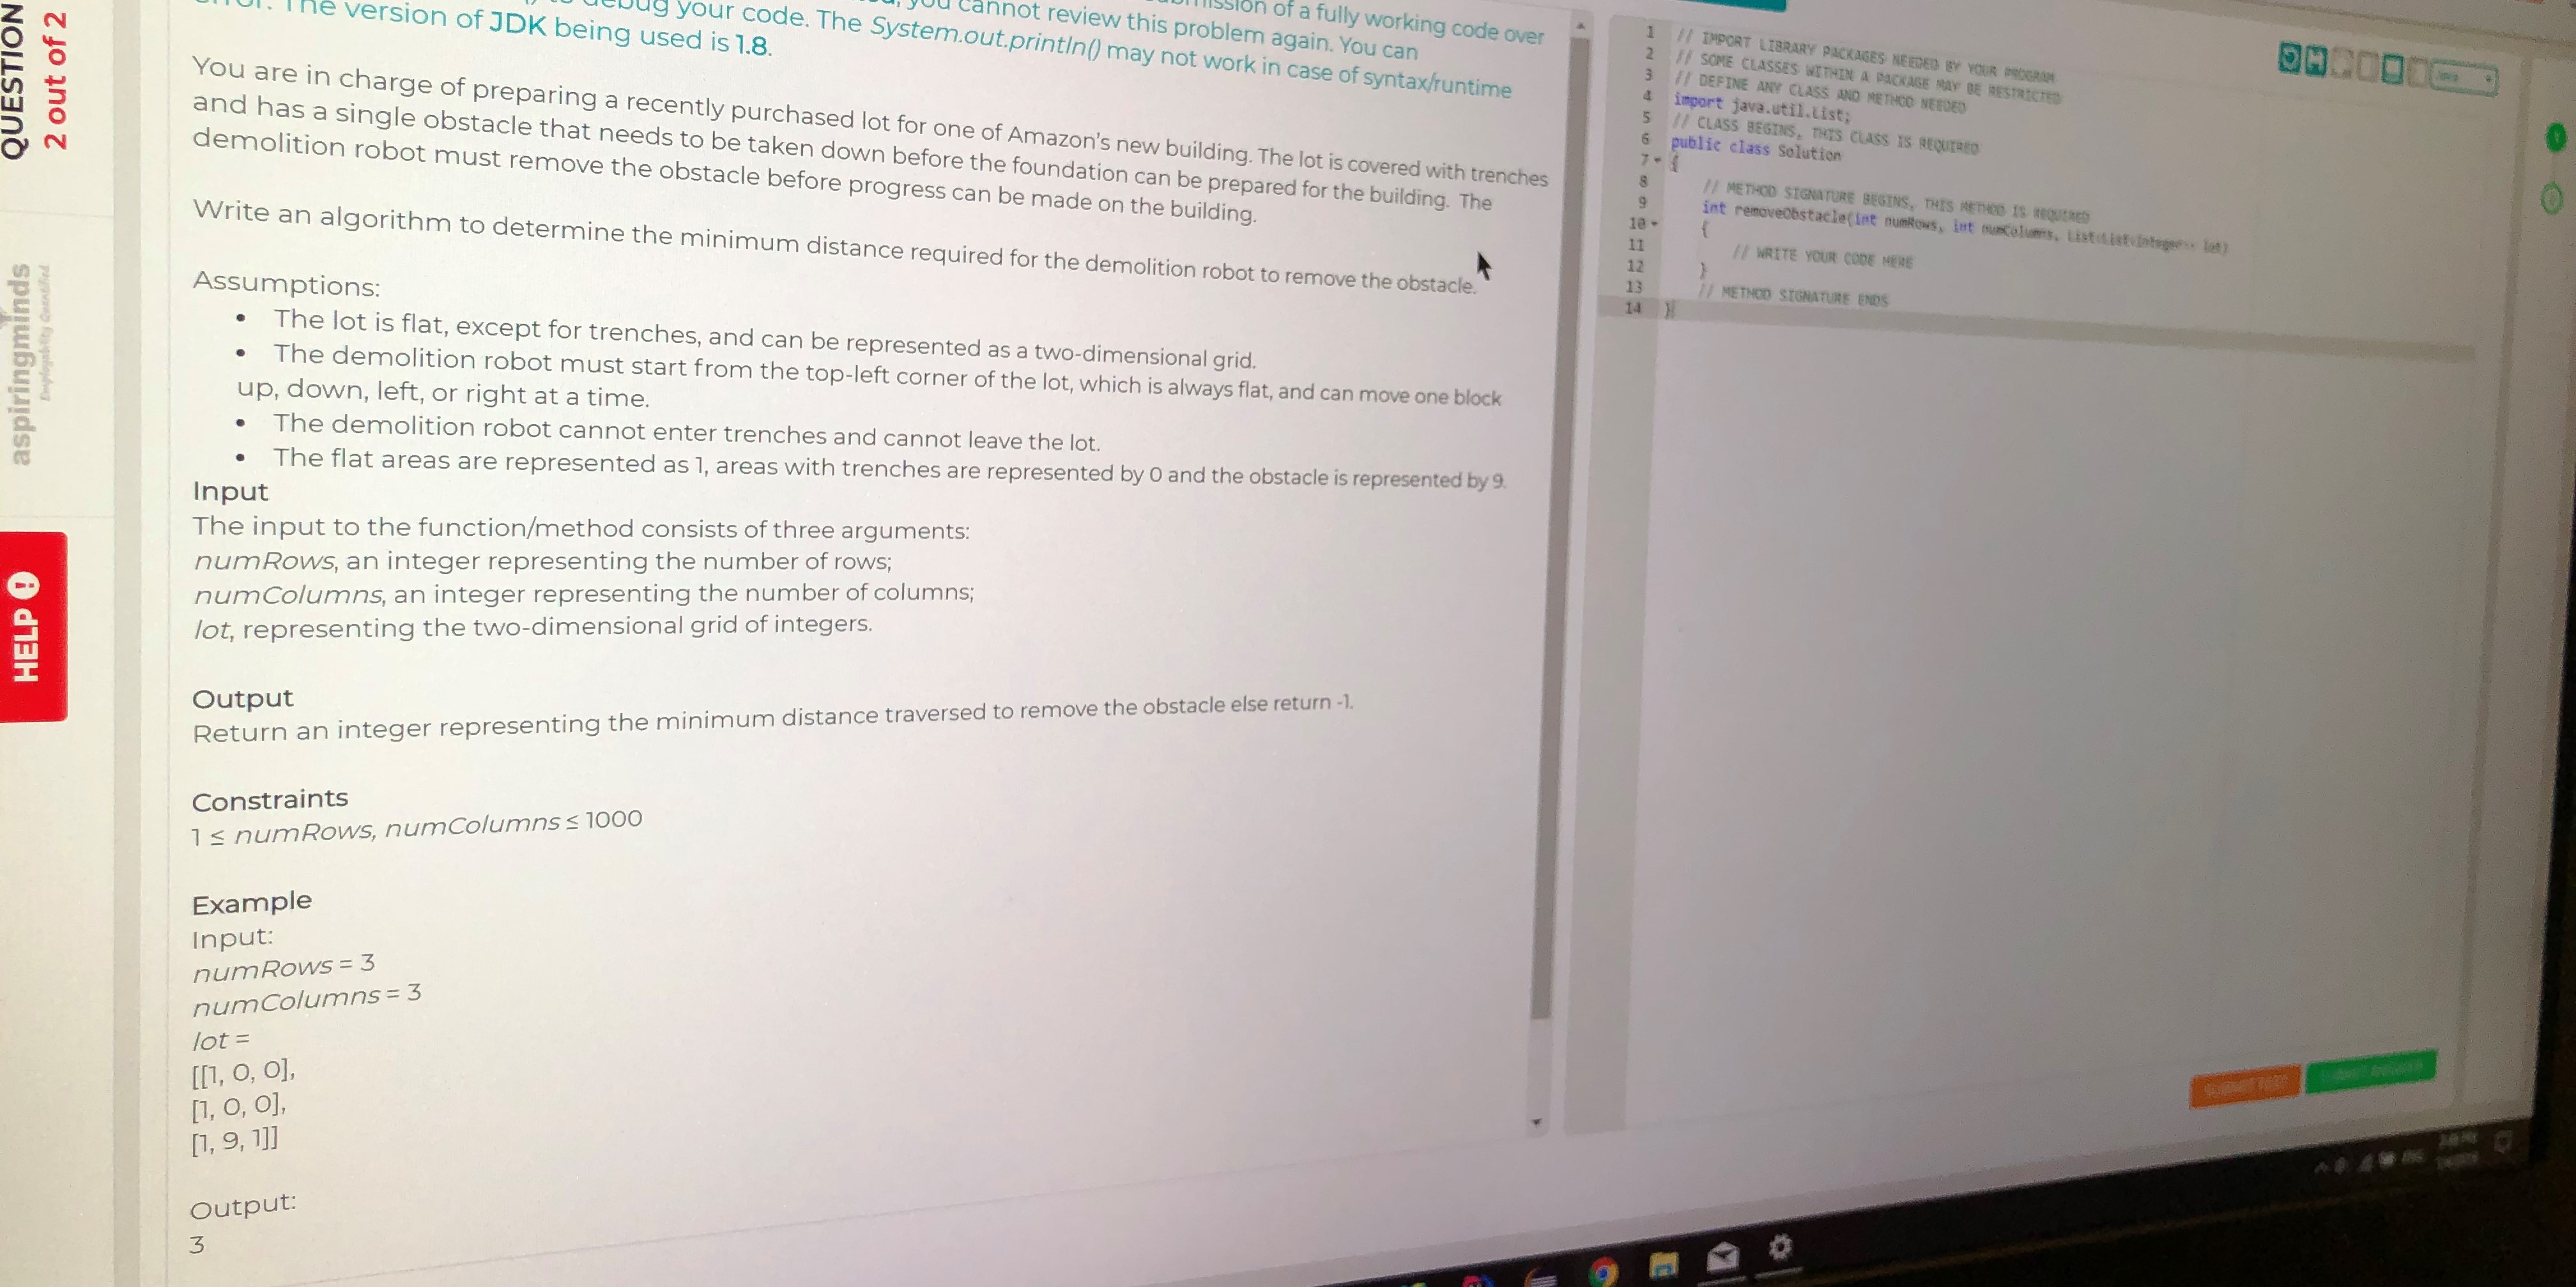 QUESTION
2 out of 2
aspiringminds
Employability Quantified
HELP !
mission of a fully working code over
you cannot review this problem again. You can
debug your code. The System.out.println() may not work in case of syntax/runtime
error. The version of JDK being used is 1.8.
You are in charge of preparing a recently purchased lot for one of Amazon's new building. The lot is covered with trenches
and has a single obstacle that needs to be taken down before the foundation can be prepared for the building. The
demolition robot must remove the obstacle before progress can be made on the building.
Write an algorithm to determine the minimum distance required for the demolition robot to remove the obstacle.
Assumptions:
• The lot is flat, except for trenches, and can be represented as a two-dimensional grid.
• The demolition robot must start from the top-left corner of the lot, which is always flat, and can move one block
up, down, left, or right at a time.
• The demolition robot cannot enter trenches and cannot leave the lot.
• The flat areas are represented as 1, areas with trenches are represented by 0 and the obstacle is represented by 9.
Input
The input to the function/method consists of three arguments:
numRows, an integer representing the number of rows;
numColumns, an integer representing the number of columns;
lot, representing the two-dimensional grid of integers.
Output
Return an integer representing the minimum distance traversed to remove the obstacle else return -1.
Constraints
1 ≤ numRows, numColumns ≤ 1000
Example
Input:
numRows = 3
numColumns = 3
lot =
[[1, 0, 0],
[1, 0, 0],
[1, 9, 1]]
Output:
3
1 // IMPORT LIBRARY PACKAGES NEEDED BY YOUR PROGRAM
2 // SOME CLASSES WITHIN A PACKAGE MAY BE RESTRICTED
3 // DEFINE ANY CLASS AND METHOD NEEDED
4 import java.util.List;
5 // CLASS BEGINS, THIS CLASS IS REQUIRED
6 public class Solution
7 {
8 // METHOD SIGNATURE BEGINS, THIS METHOD IS REQUIRED
9 int removeObstacle(int numRows, int numColumns, List<List<Integer>> lot)
10 {
11 // WRITE YOUR CODE HERE
12 }
13 // METHOD SIGNATURE ENDS
14 }